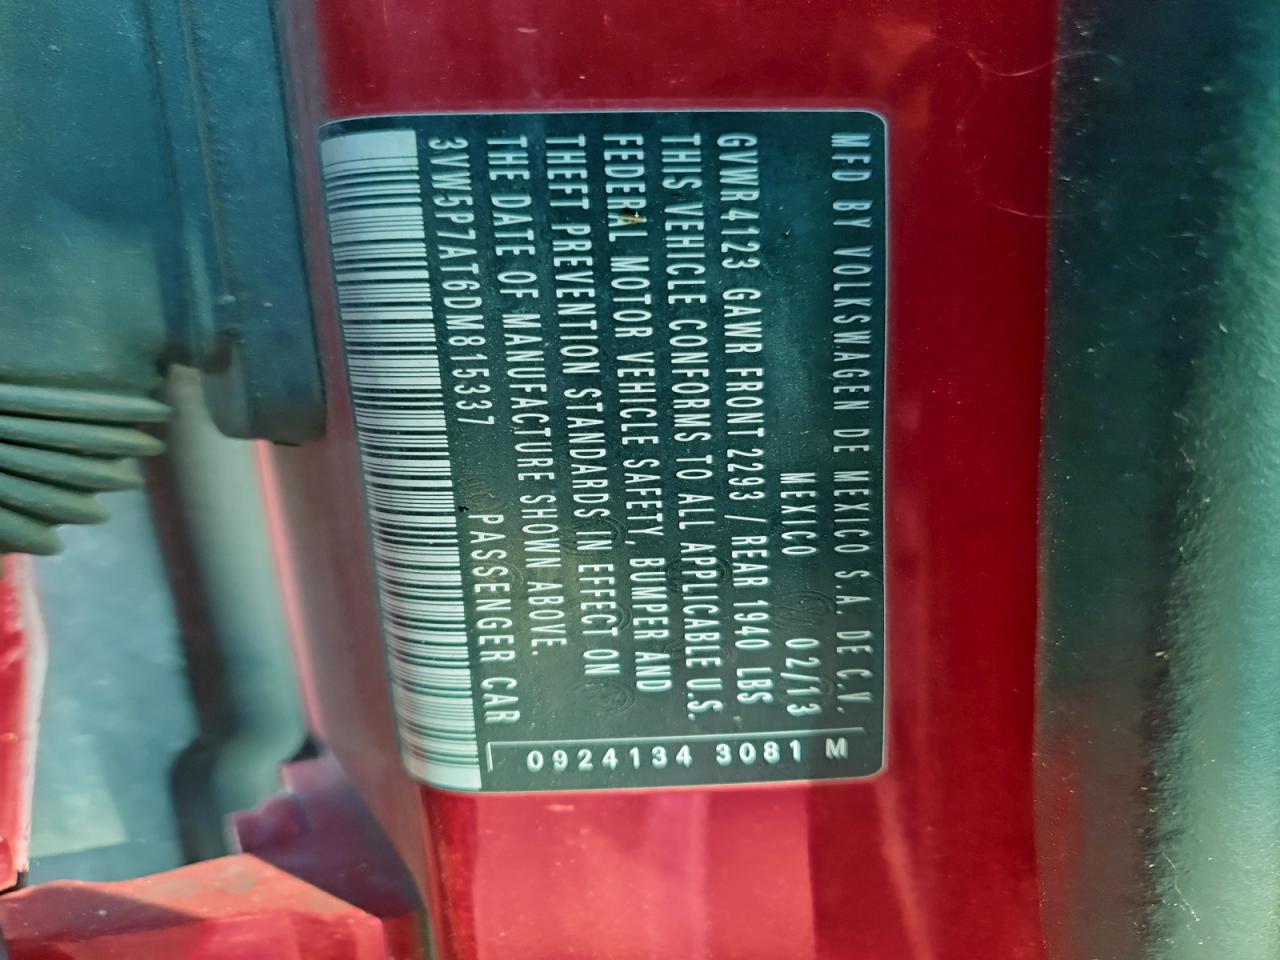 MFD BY VOLKSWAGEN DE MEXICO S.A. DE C.V.
MEXICO 02/13
GVWR 4123 GAWR FRONT 2293 / REAR 1940 LBS
THIS VEHICLE CONFORMS TO ALL APPLICABLE U.S.
FEDERAL MOTOR VEHICLE SAFETY, BUMPER AND
THEFT PREVENTION STANDARDS IN EFFECT ON
THE DATE OF MANUFACTURE SHOWN ABOVE.
3VW5P7AT6DM815337 PASSENGER CAR
0924134 3081 M